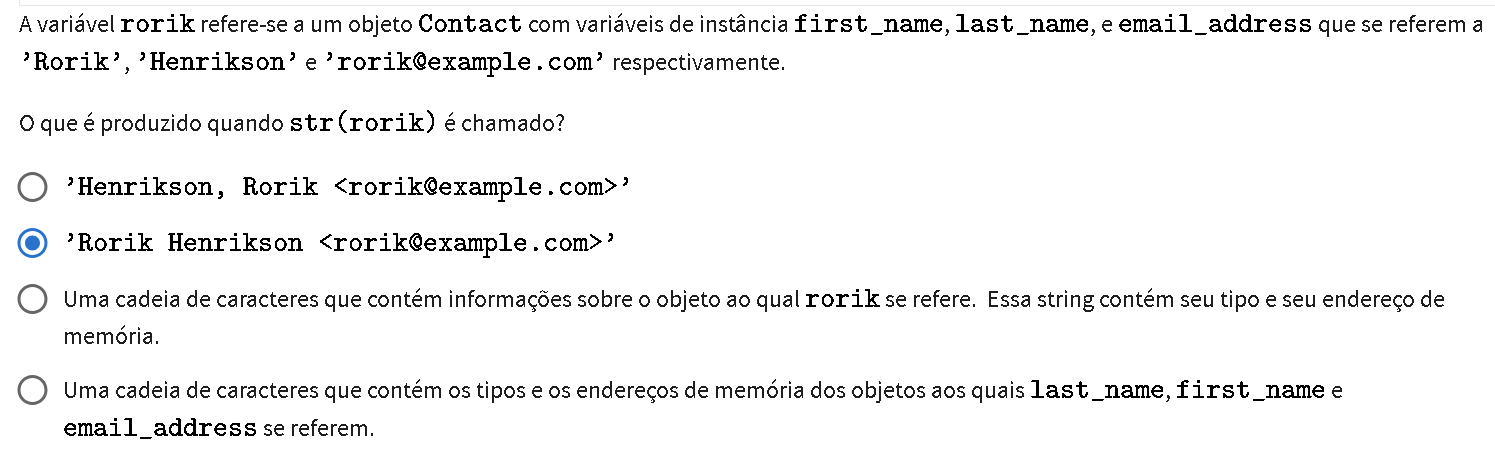 A variável rorik refere-se a um objeto Contact com variáveis de instância first_name, last_name, e email_address que se referem a
’Rorik’, ’Henrikson’ e ’rorik@example.com’ respectivamente.
O que é produzido quando str(rorik) é chamado?
’Henrikson, Rorik <rorik@example.com>’
’Rorik Henrikson <rorik@example.com>’
Uma cadeia de caracteres que contém informações sobre o objeto ao qual rorik se refere. Essa string contém seu tipo e seu endereço de
memória.
Uma cadeia de caracteres que contém os tipos e os endereços de memória dos objetos aos quais last_name, first_name e
email_address se referem.